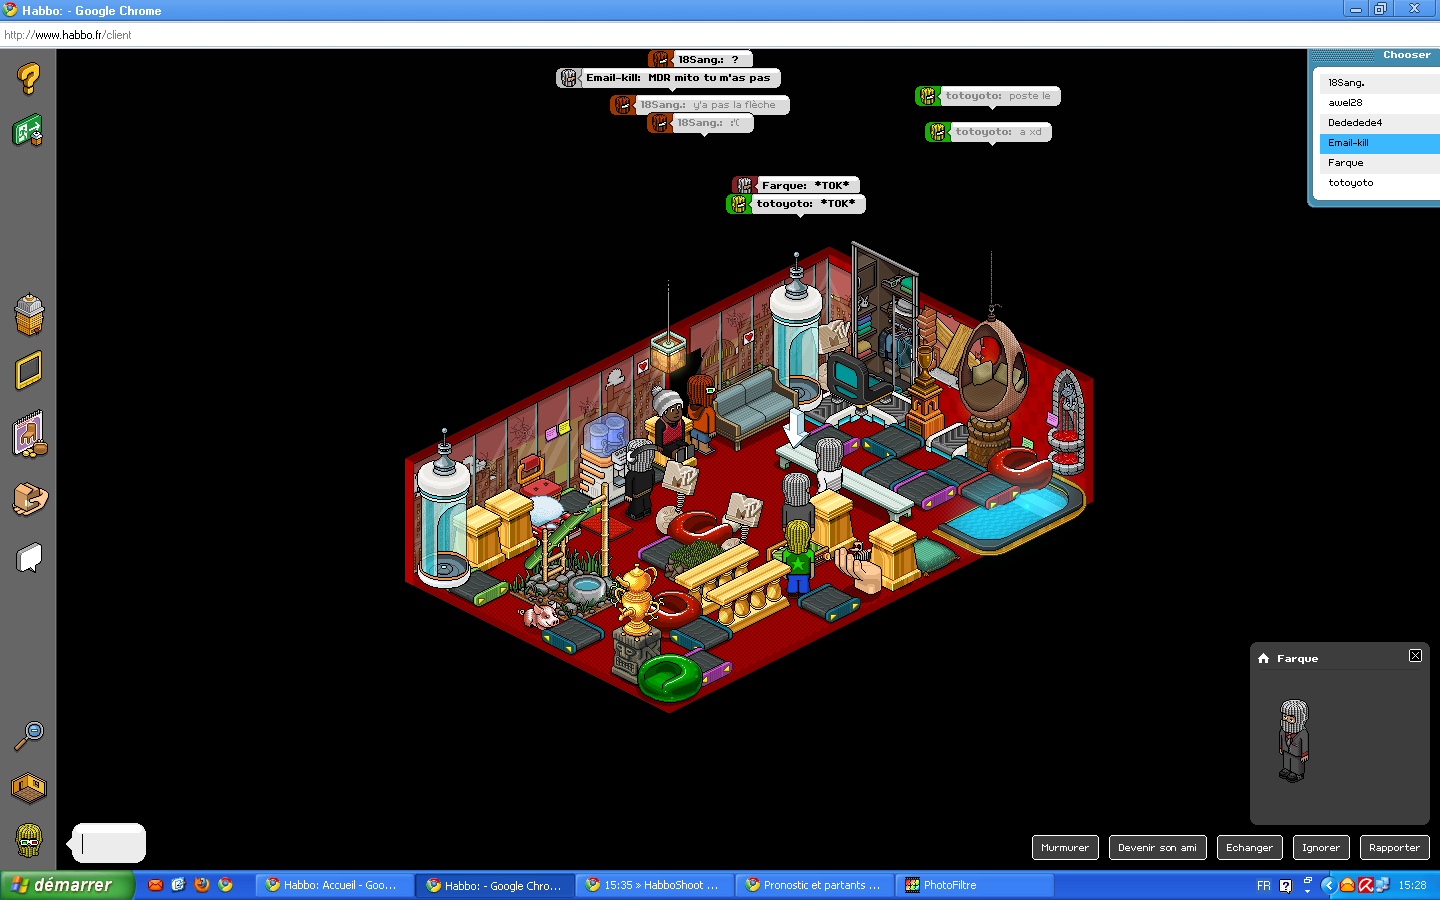 Habbo: - Google Chrome
http://www.habbo.fr/client
Chooser
18Sang.: ?
Email-kill: MDR mito tu m'as pas
18Sang.: y'a pas la flèche
18Sang.: :'(
totoyoto: poste le
totoyoto: a xd
18Sang.
awel28
Dededede4
Email-kill
Farque
totoyoto
Farque: *TOK*
totoyoto: *TOK*
MTV
MTV
MTV
Farque
Murmurer
Devenir son ami
Echanger
Ignorer
Rapporter
démarrer
Habbo: Accueil - Goo...
Habbo: - Google Chro...
15:35 » HabboShoot ...
Pronostic et partants ...
PhotoFiltre
FR
15:28